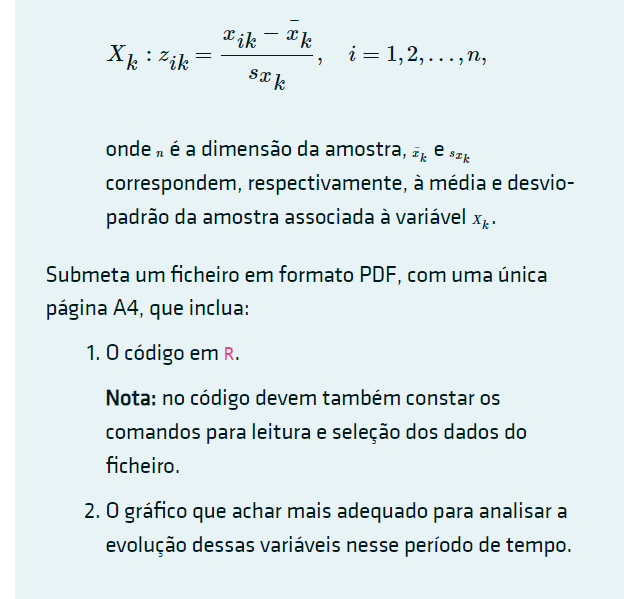 X_k : z_{ik} = \frac{x_{ik} - \bar{x}_k}{s_{x_k}}, i = 1, 2, …, n,
onde n é a dimensão da amostra, \bar{x}_k e s_{x_k}
correspondem, respectivamente, à média e desvio-
padrão da amostra associada à variável X_k.
Submeta um ficheiro em formato PDF, com uma única
página A4, que inclua:
1. O código em R.
Nota: no código devem também constar os
comandos para leitura e seleção dos dados do
ficheiro.
2. O gráfico que achar mais adequado para analisar a
evolução dessas variáveis nesse período de tempo.